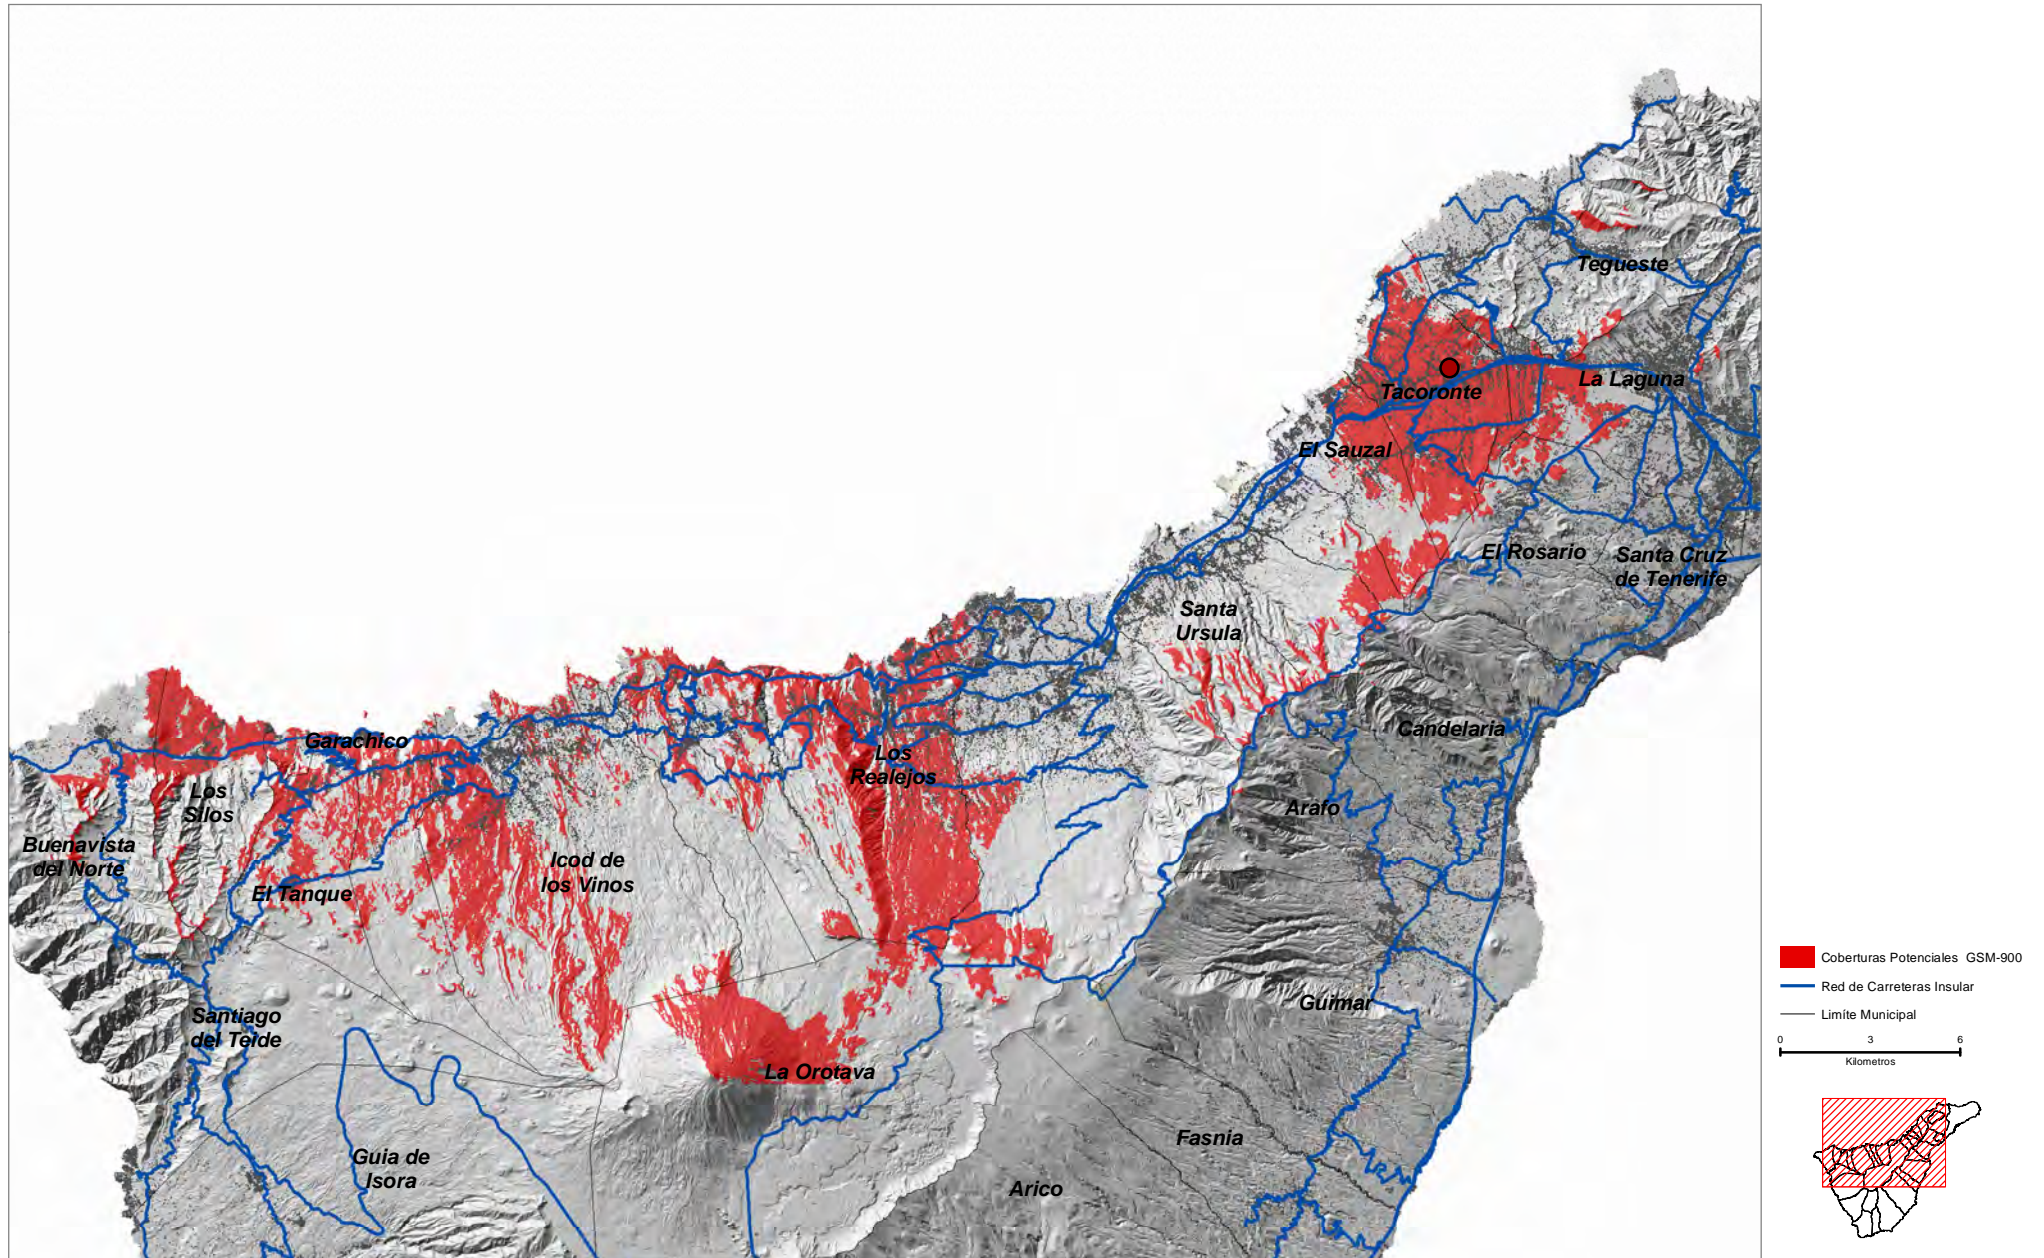 Tegueste
La Laguna
Tacoronte
El Sauzal
El Rosario
Santa Cruz
de Tenerife
Santa
Ursula
Candelaria
Garachico
Los
Realejos
Los
Silos
Arafo
Buenavista
del Norte
Icod de
los Vinos
El Tanque
Guimar
Santiago
del Teide
La Orotava
Fasnia
Guia de
Isora
Arico
Coberturas Potenciales GSM-900
Red de Carreteras Insular
Limíte Municipal
0 3 6
Kilometros